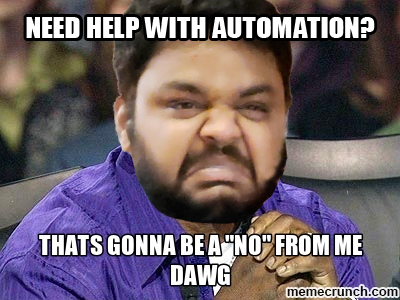 NEED HELP WITH AUTOMATION?
THATS GONNA BE A "NO" FROM ME
DAWG
memecrunch.com